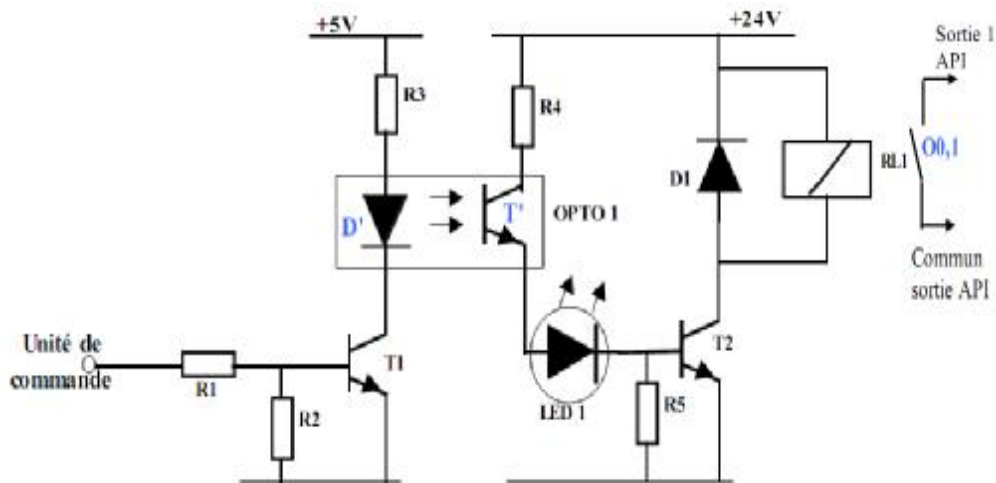 +5V
+24V
Sortie 1
API
R3
R4
D1
RL1
O0,1
D'
T'
OPTO 1
Commun
sortie API
Unité de
commande
R1
T1
R2
LED 1
R5
T2